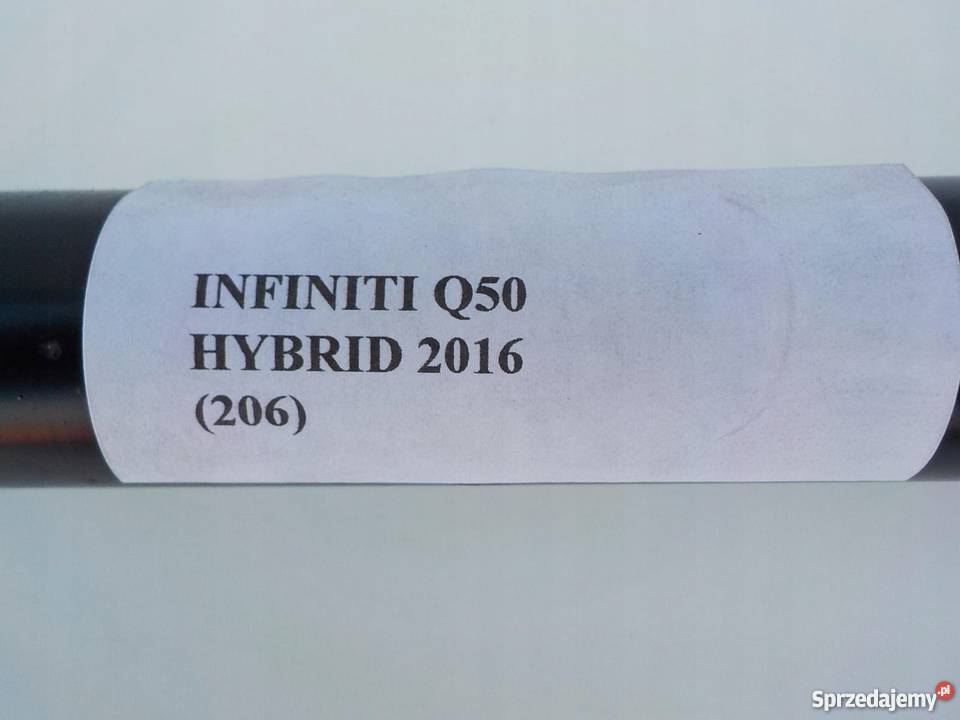 INFINITI Q50
HYBRID 2016
(206)
Sprzedajemy.pl